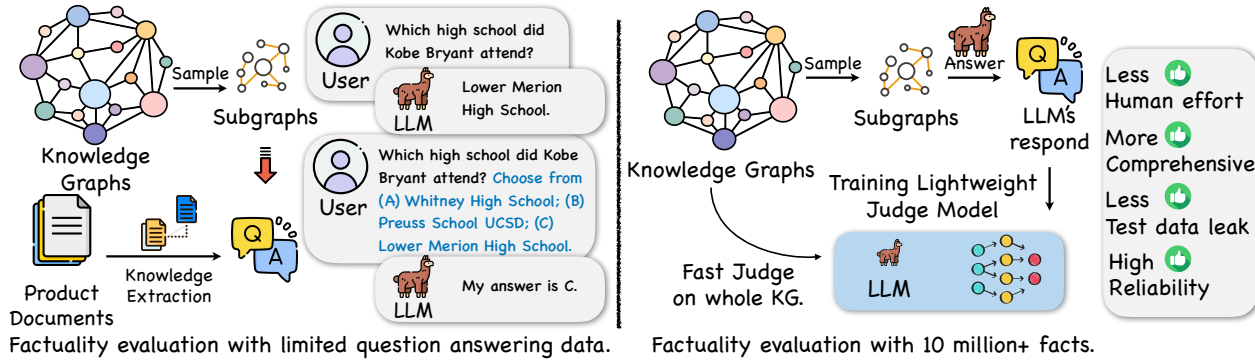 Knowledge
Graphs
Sample
Subgraphs
User
Which high school did
Kobe Bryant attend?
LLM
Lower Merion
High School.
User
Which high school did Kobe
Bryant attend? Choose from
(A) Whitney High School; (B)
Preuss School UCSD; (C)
Lower Merion High School.
LLM
My answer is C.
Product
Documents
Knowledge
Extraction
Q
A
Factuality evaluation with limited question answering data.
Knowledge Graphs
Sample
Subgraphs
Answer
Q
A
LLM's
respond
Training Lightweight
Judge Model
Fast Judge
on whole KG.
LLM
Less
Human effort
More
Comprehensive
Less
Test data leak
High
Reliability
Factuality evaluation with 10 million+ facts.